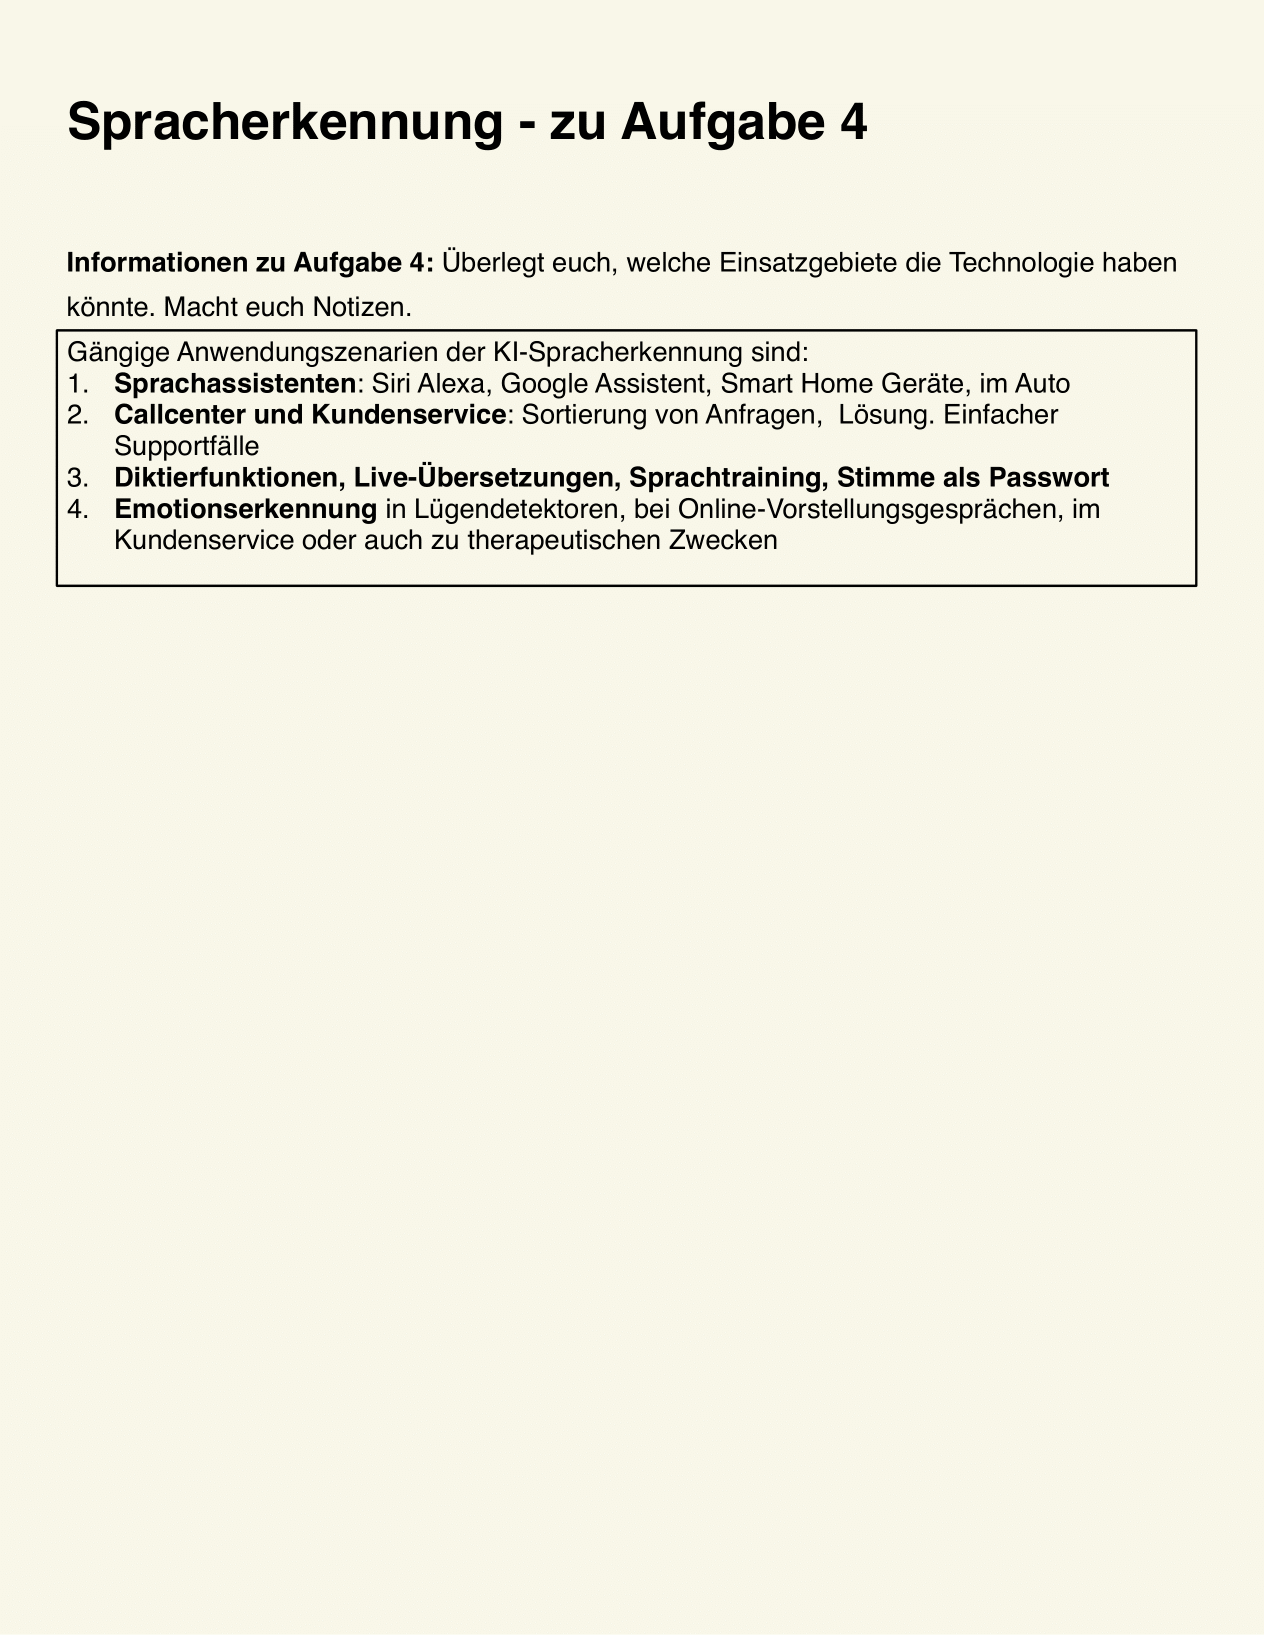 Spracherkennung - zu Aufgabe 4
Informationen zu Aufgabe 4: Überlegt euch, welche Einsatzgebiete die Technologie haben
könnte. Macht euch Notizen.
Gängige Anwendungszenarien der KI-Spracherkennung sind:
1. Sprachassistenten: Siri Alexa, Google Assistent, Smart Home Geräte, im Auto
2. Callcenter und Kundenservice: Sortierung von Anfragen,  Lösung. Einfacher
Supportfälle
3. Diktierfunktionen, Live-Übersetzungen, Sprachtraining, Stimme als Passwort
4. Emotionserkennung in Lügendetektoren, bei Online-Vorstellungsgesprächen, im
Kundenservice oder auch zu therapeutischen Zwecken